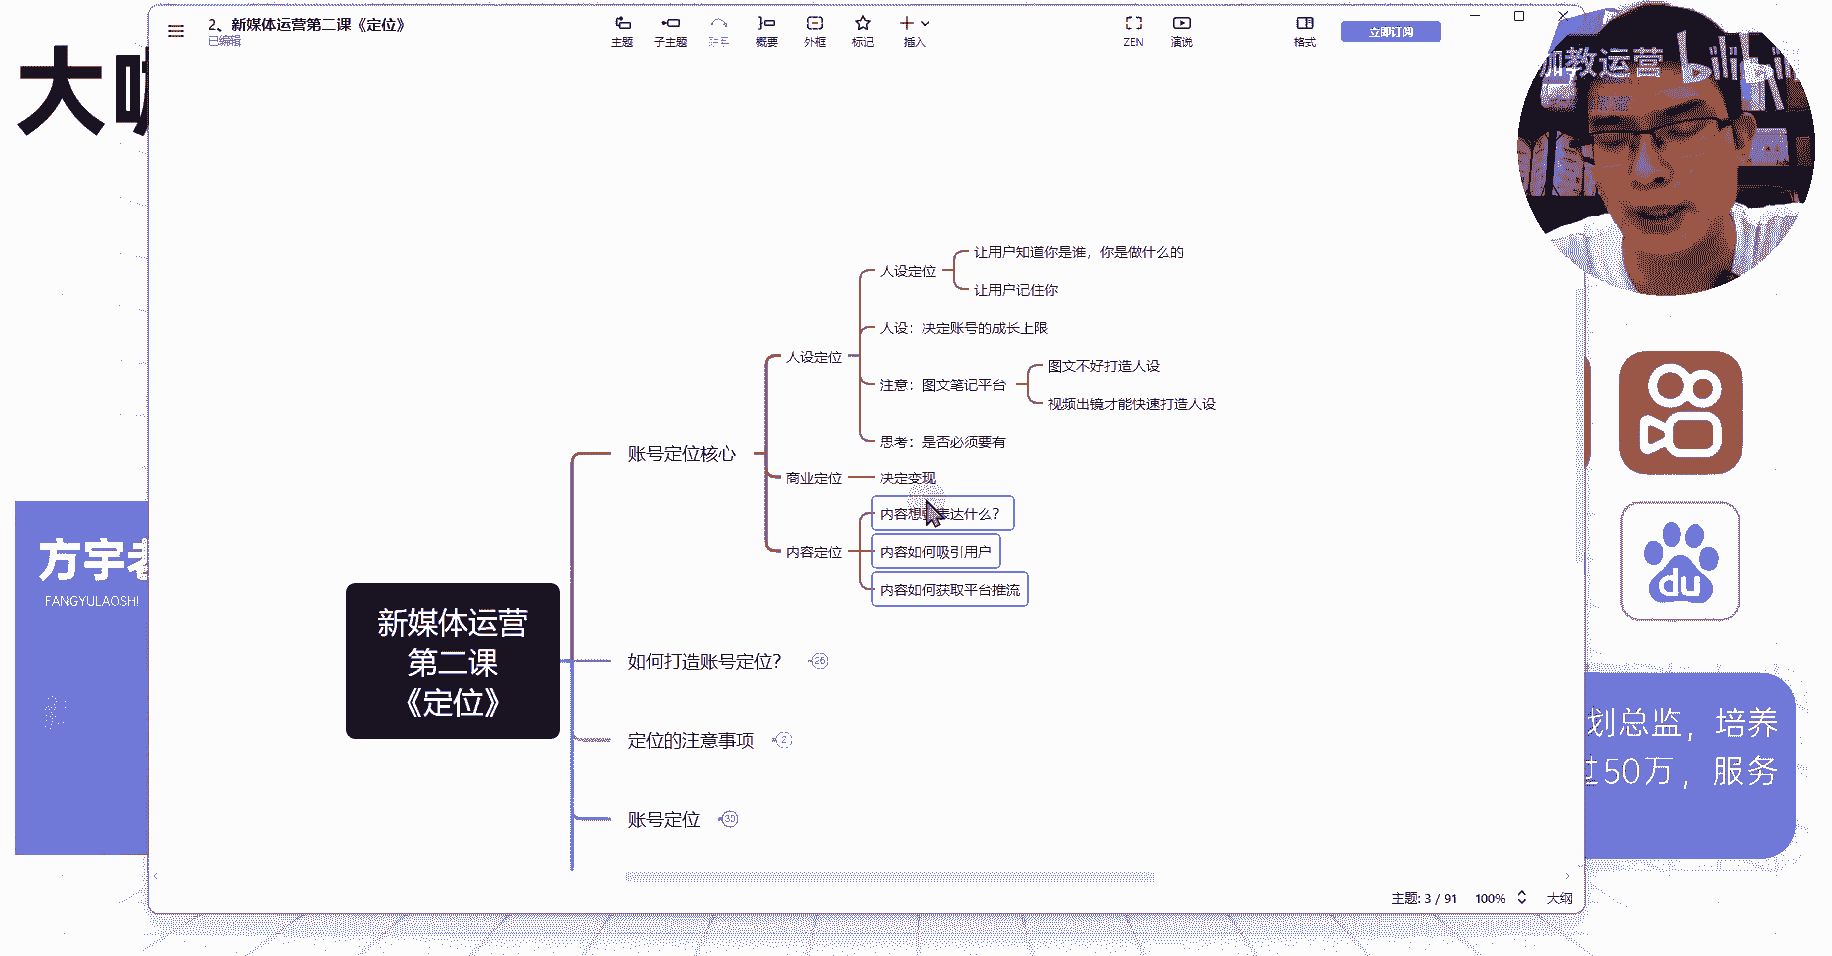 2、新媒体运营第二课《定位》
已编辑
主题
子主题
概要
外框
标记
插入
ZEN
演说
格式
立即订阅
咖教运营 bilibili
大咖
让用户知道你是谁，你是做什么的
人设定位
让用户记住你
人设：决定账号的成长上限
人设定位
图文不好打造人设
注意：图文笔记平台
视频出镜才能快速打造人设
思考：是否必须要有
账号定位核心
商业定位
决定变现
内容想要表达什么？
内容定位
内容如何吸引用户
内容如何获取平台推流
方宇老
FANGYULAOSHI
du
新媒体运营
第二课
《定位》
如何打造账号定位？
26
定位的注意事项
2
账号定位
30
划总监，培养
过50万，服务
主题: 3 / 91
100%
大纲